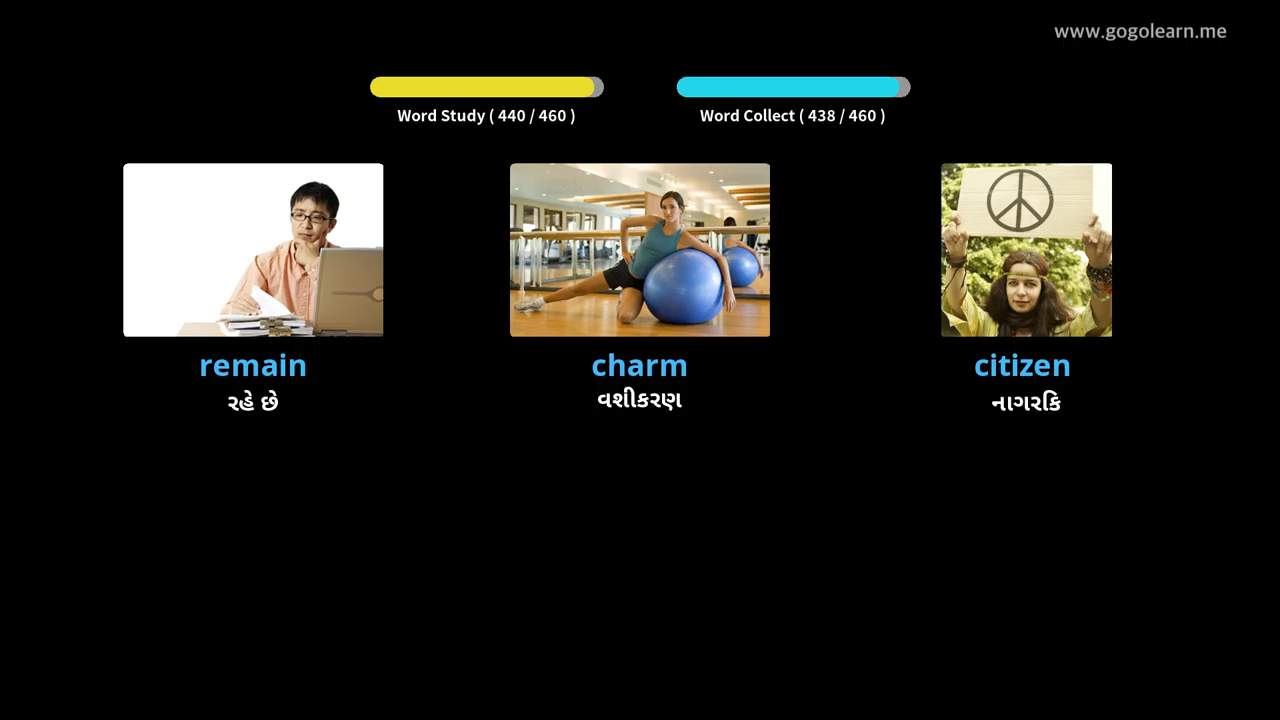 www.gogolearn.me
Word Study ( 440 / 460 )
Word Collect ( 438 / 460 )
remain
charm
citizen
રહે છે
વશીકરણ
નાગરકિ